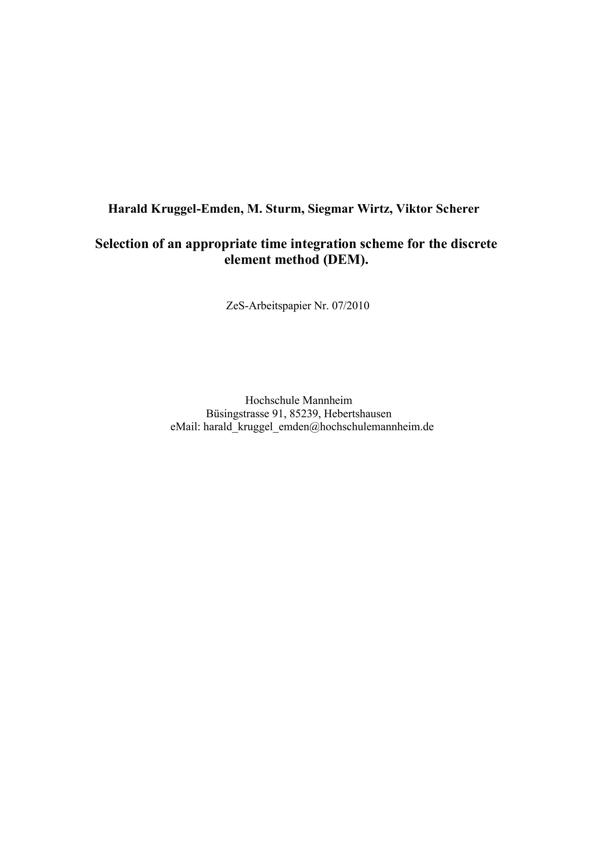 Harald Kruggel-Emden, M. Sturm, Siegmar Wirtz, Viktor Scherer
Selection of an appropriate time integration scheme for the discrete
element method (DEM).
ZeS-Arbeitspapier Nr. 07/2010
Hochschule Mannheim
Büsingstrasse 91, 85239, Hebertshausen
eMail: harald_kruggel_emden@hochschulemannheim.de